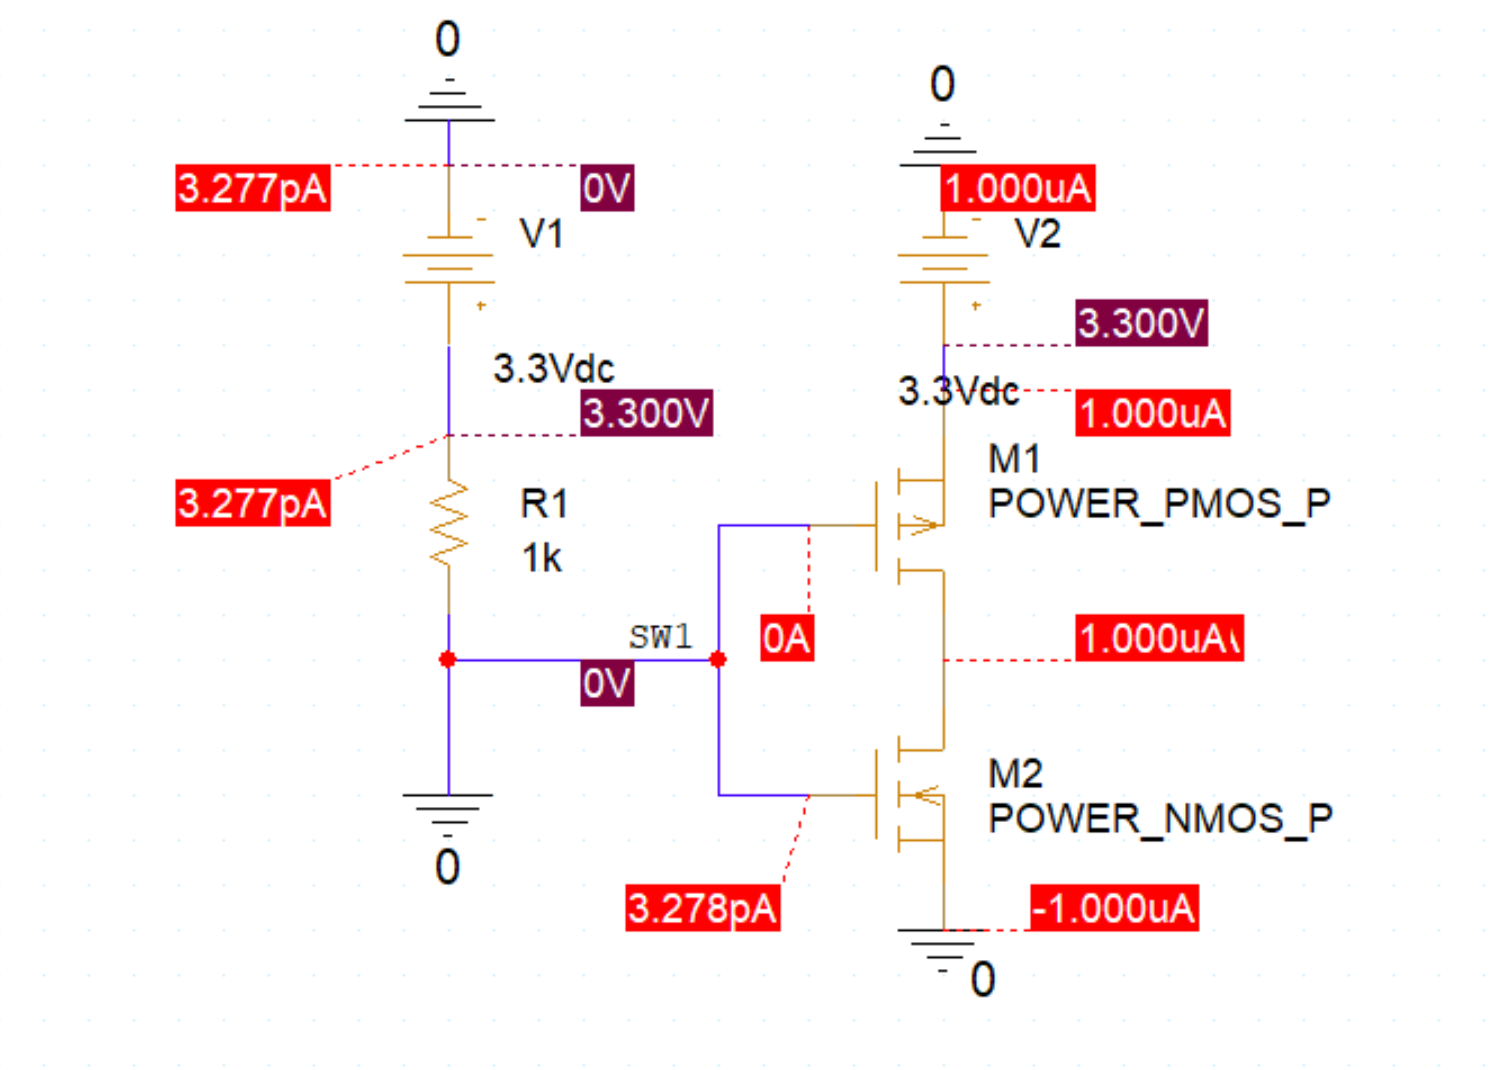 0
0
3.277pA
0V
1.000uA
-
V1
-
V2
+
+
3.300V
3.3Vdc
3.300V
3.3Vdc
1.000uA
M1
3.277pA
R1
POWER_PMOS_P
1k
SW1
0A
1.000uA
0V
M2
POWER_NMOS_P
0
3.278pA
-1.000uA
0